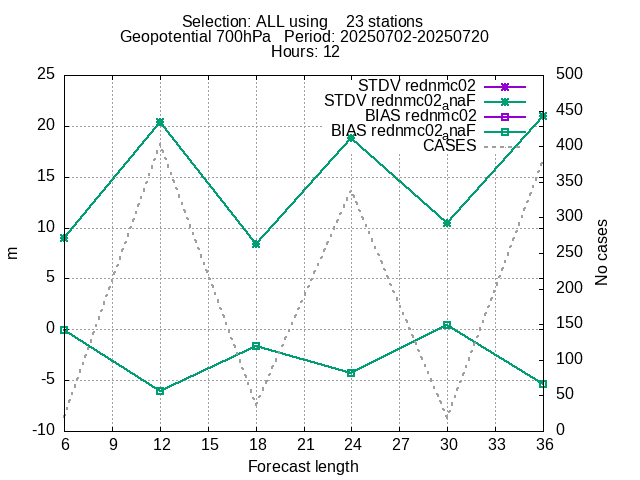 Selection: ALL using    23 stations
Geopotential 700hPa   Period: 20250702-20250720
Hours: 12
STDV rednmc02
STDV rednmc02anaF
BIAS rednmc02
BIAS rednmc02anaF
CASES
25
20
15
10
5
0
-5
-10
m
500
450
400
350
300
250
200
150
100
50
0
No cases
6 9 12 15 18 21 24 27 30 33 36
Forecast length